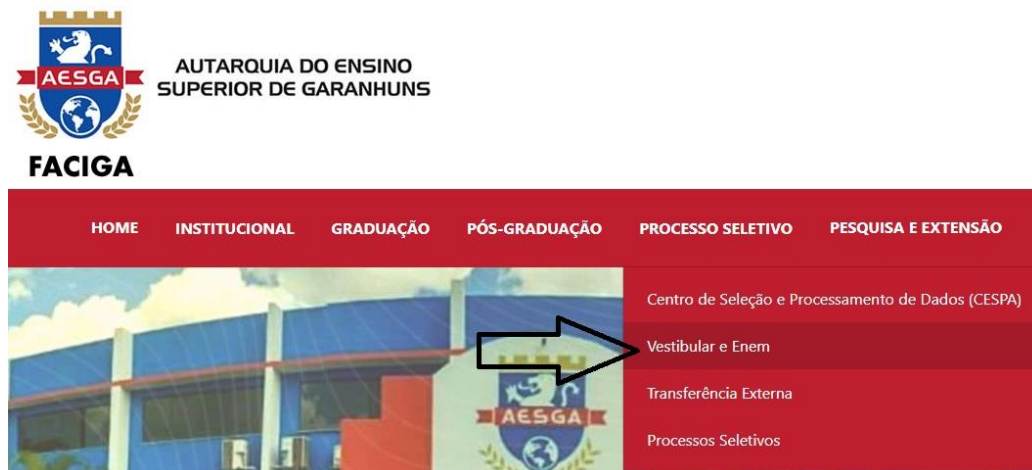 AESGA
AUTARQUIA DO ENSINO
SUPERIOR DE GARANHUNS
FACIGA
HOME INSTITUCIONAL GRADUAÇÃO PÓS-GRADUAÇÃO PROCESSO SELETIVO PESQUISA E EXTENSÃO
Centro de Seleção e Processamento de Dados (CESPA)
Vestibular e Enem
Transferência Externa
Processos Seletivos
AESGA